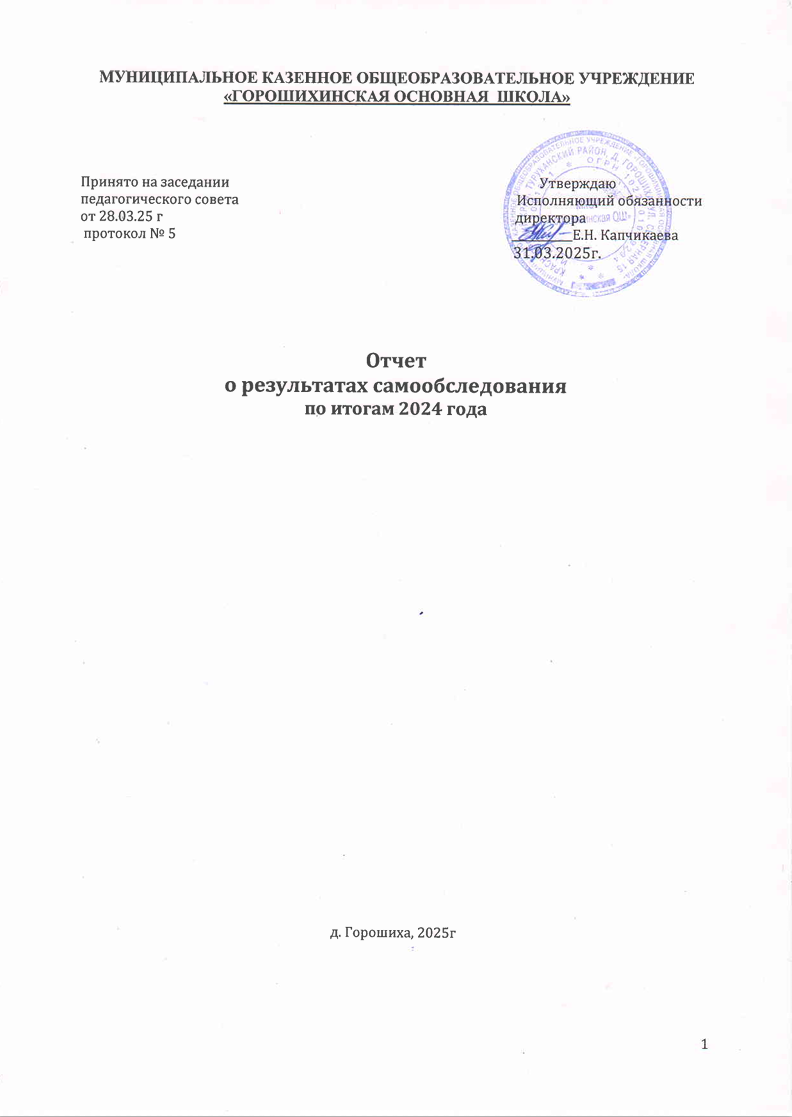 МУНИЦИПАЛЬНОЕ КАЗЕННОЕ ОБЩЕОБРАЗОВАТЕЛЬНОЕ УЧРЕЖДЕНИЕ
«ГОРОШИХИНСКАЯ ОСНОВНАЯ ШКОЛА»
Принято на заседании
педагогического совета
от 28.03.25 г
протокол № 5
Утверждаю
Исполняющий обязанности
директора
Е.Н. Капчикаева
31.03.2025г.
Отчет
о результатах самообследования
по итогам 2024 года
д. Горошиха, 2025г
1